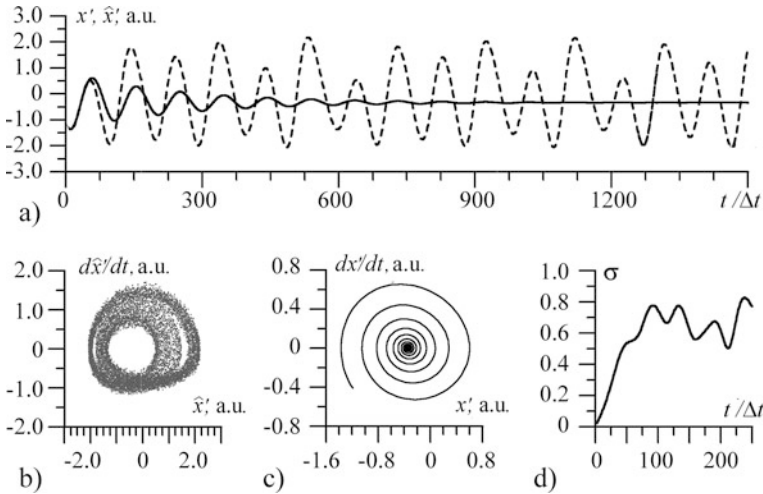 x′, x̂′, a.u.
3.0
2.0
1.0
0
-1.0
-2.0
-3.0
0 300 600 900 1200 t/Δt
a)
dx̂′/dt, a.u.
2.0
1.0
0
-1.0
-2.0
x̂′, a.u.
-2.0 0 2.0
b)
dx′/dt, a.u.
0.8
0.4
0
-0.4
-0.8
x′, a.u.
-1.6 -0.8 0 0.8
c)
σ
1.0
0.8
0.6
0.4
0.2
0
t/Δt
0 100 200
d)